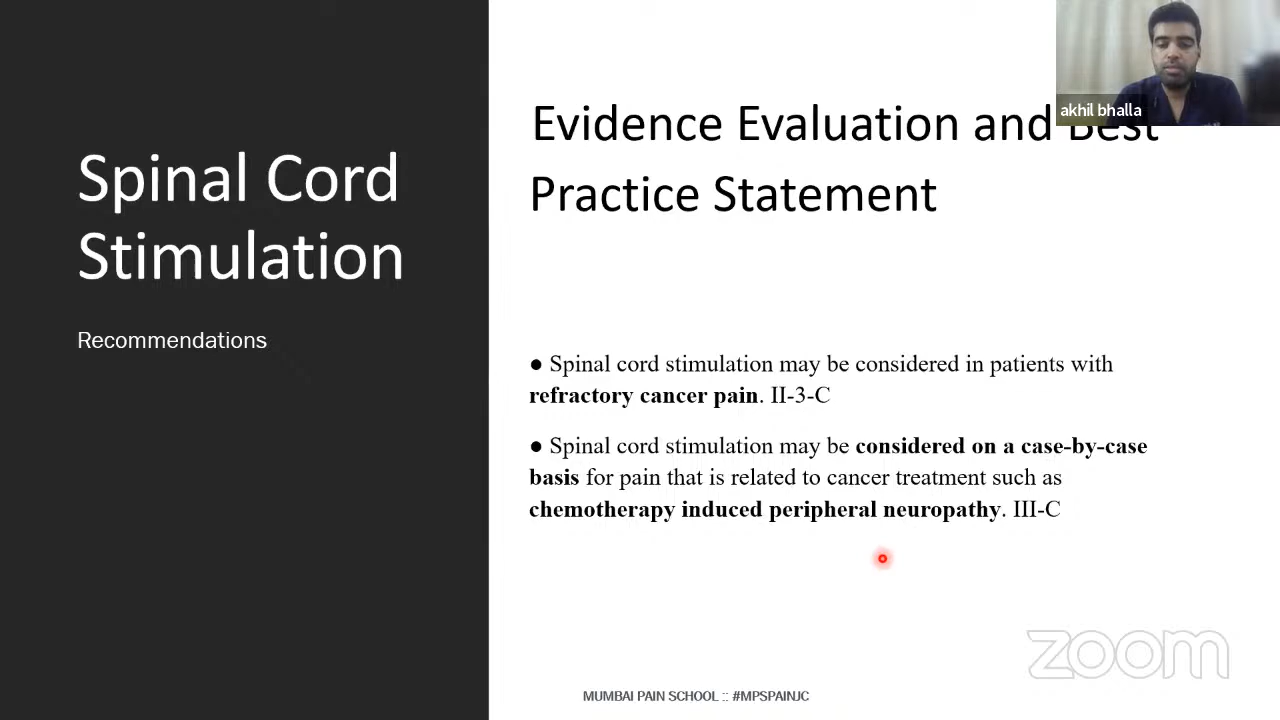 akhil bhalla
Spinal Cord
Stimulation
Recommendations
Evidence Evaluation and Best
Practice Statement
● Spinal cord stimulation may be considered in patients with
refractory cancer pain. II-3-C
● Spinal cord stimulation may be considered on a case-by-case
basis for pain that is related to cancer treatment such as
chemotherapy induced peripheral neuropathy. III-C
zoom
MUMBAI PAIN SCHOOL :: #MPSPAINJC